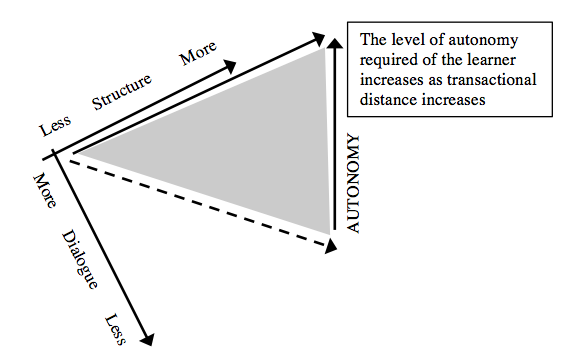 Less Structure More
The level of autonomy
required of the learner
increases as transactional
distance increases
AUTONOMY
More Dialogue Less